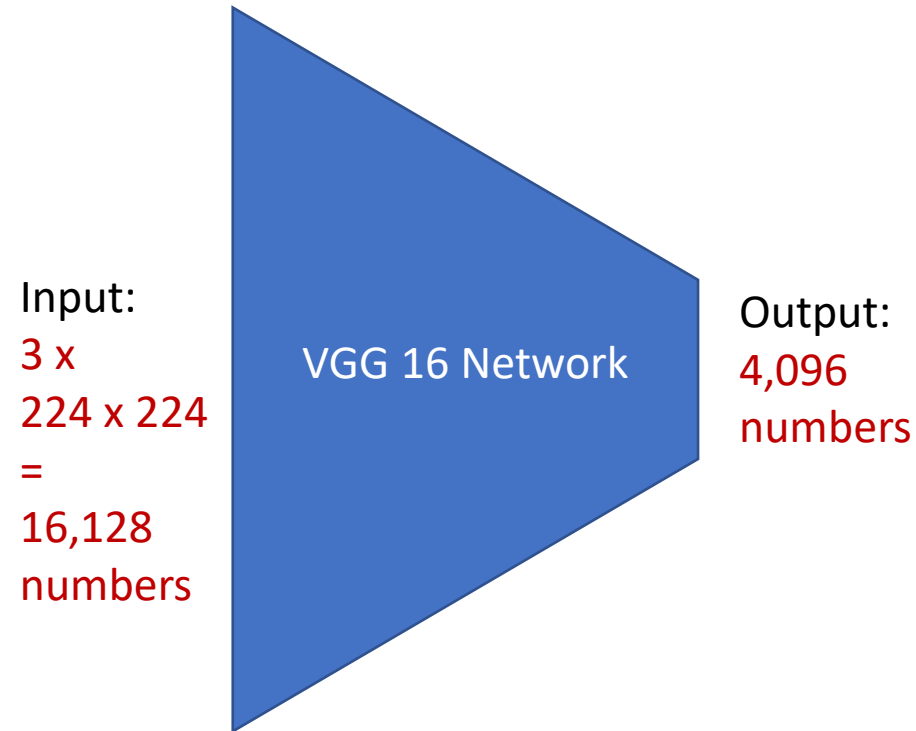 Input:
3 x
224 x 224
=
16,128
numbers
VGG 16 Network
Output:
4,096
numbers